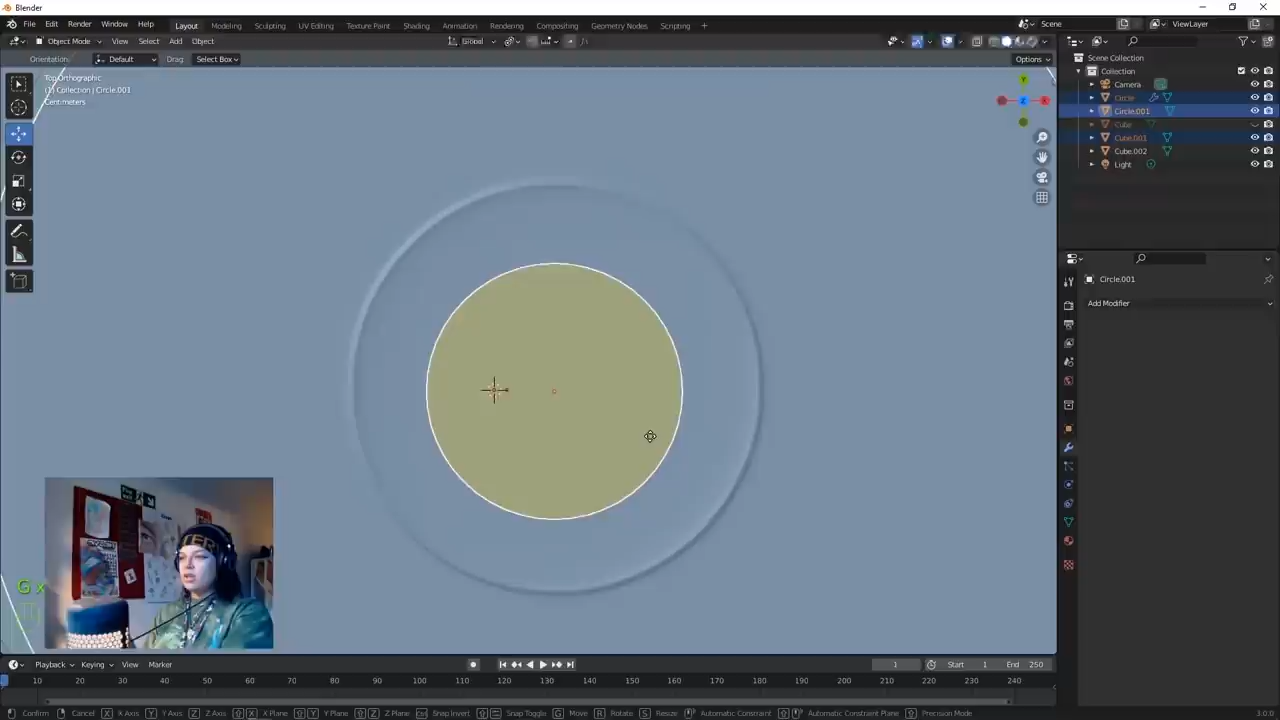 Blender
File Edit Render Window Help Layout Modeling Sculpting UV Editing Texture Paint Shading Animation Rendering Compositing Geometry Nodes Scripting + Scene ViewLayer
Object Mode View Select Add Object Global
Orientation: Default Drag Select Box Options
Top Orthographic
(1) Collection | Circle.001
Centimeters
Y
X
Z
Scene Collection
Collection
Camera
Circle
Circle.001
Cube
Cube.001
Cube.002
Light
Circle.001
Add Modifier
G x
TER
Playback Keying View Marker 1 Start 1 End 250
10 20 30 40 50 60 70 80 90 100 110 120 130 140 150 160 170 180 190 200 210 220 230 240
Confirm Cancel X X Axis Y Y Axis Z Z Axis X X Plane Y Y Plane Z Z Plane Snap Invert Snap Toggle G Move R Rotate S Resize Automatic Constraint Automatic Constraint Plane Precision Mode 3.0.0